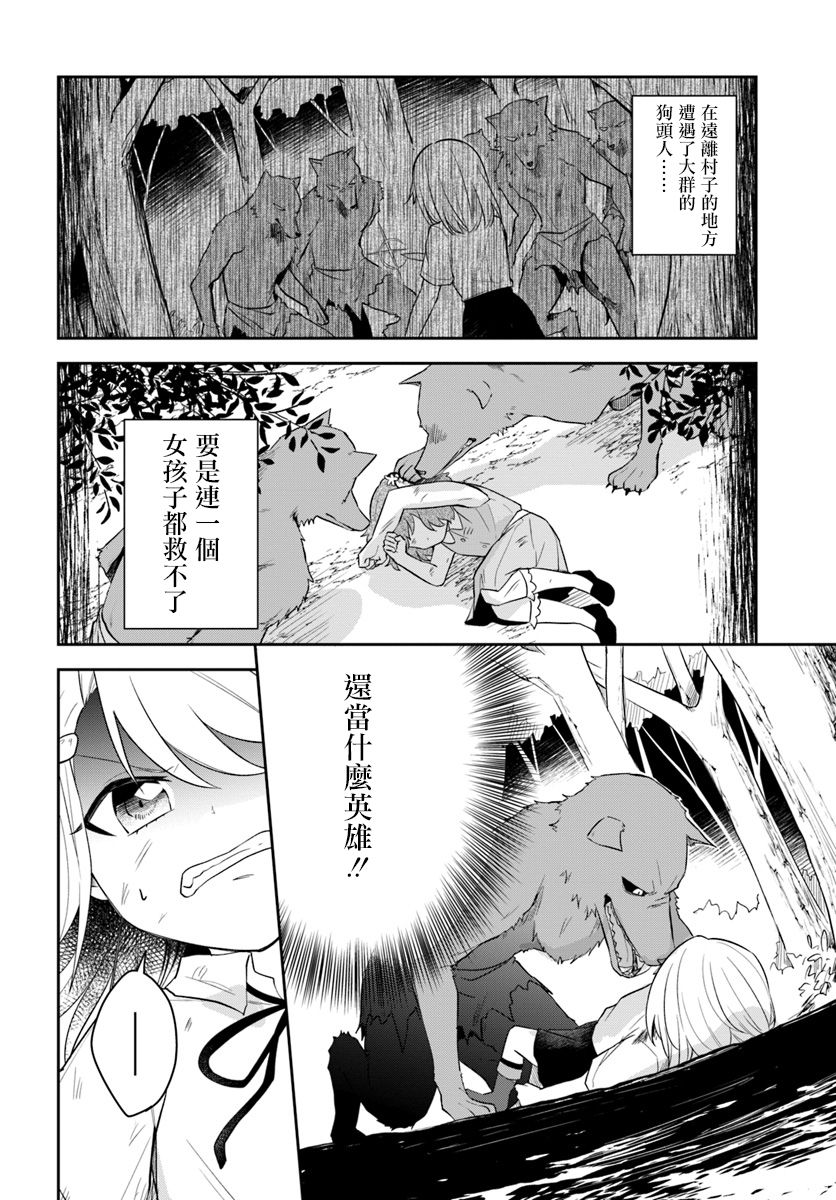 在遠離村子的地方
遭遇了大群的
狗頭人……
要是連一個
女孩子都救不了
還當什麼英雄!!
—